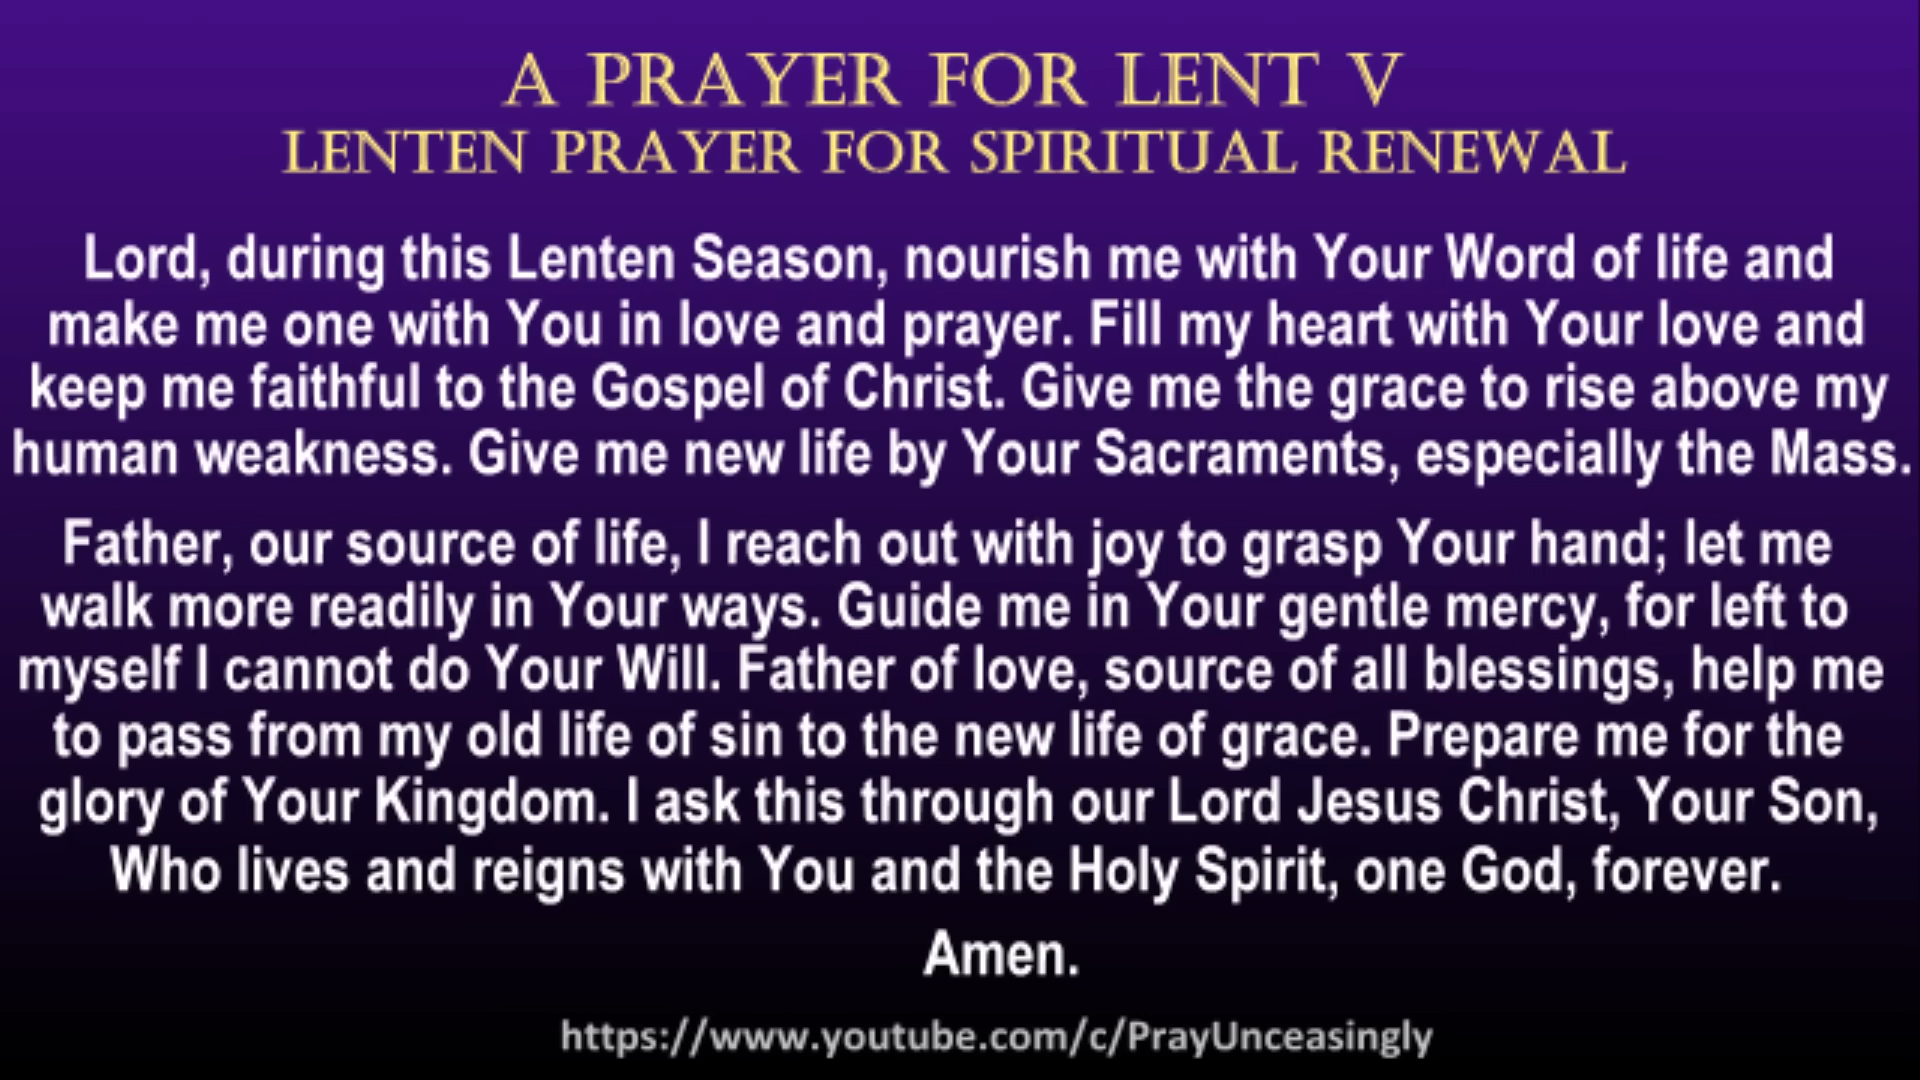 A PRAYER FOR LENT V
LENTEN PRAYER FOR SPIRITUAL RENEWAL
Lord, during this Lenten Season, nourish me with Your Word of life and
make me one with You in love and prayer. Fill my heart with Your love and
keep me faithful to the Gospel of Christ. Give me the grace to rise above my
human weakness. Give me new life by Your Sacraments, especially the Mass.
Father, our source of life, I reach out with joy to grasp Your hand; let me
walk more readily in Your ways. Guide me in Your gentle mercy, for left to
myself I cannot do Your Will. Father of love, source of all blessings, help me
to pass from my old life of sin to the new life of grace. Prepare me for the
glory of Your Kingdom. I ask this through our Lord Jesus Christ, Your Son,
Who lives and reigns with You and the Holy Spirit, one God, forever.
Amen.
https://www.youtube.com/c/PrayUnceasingly